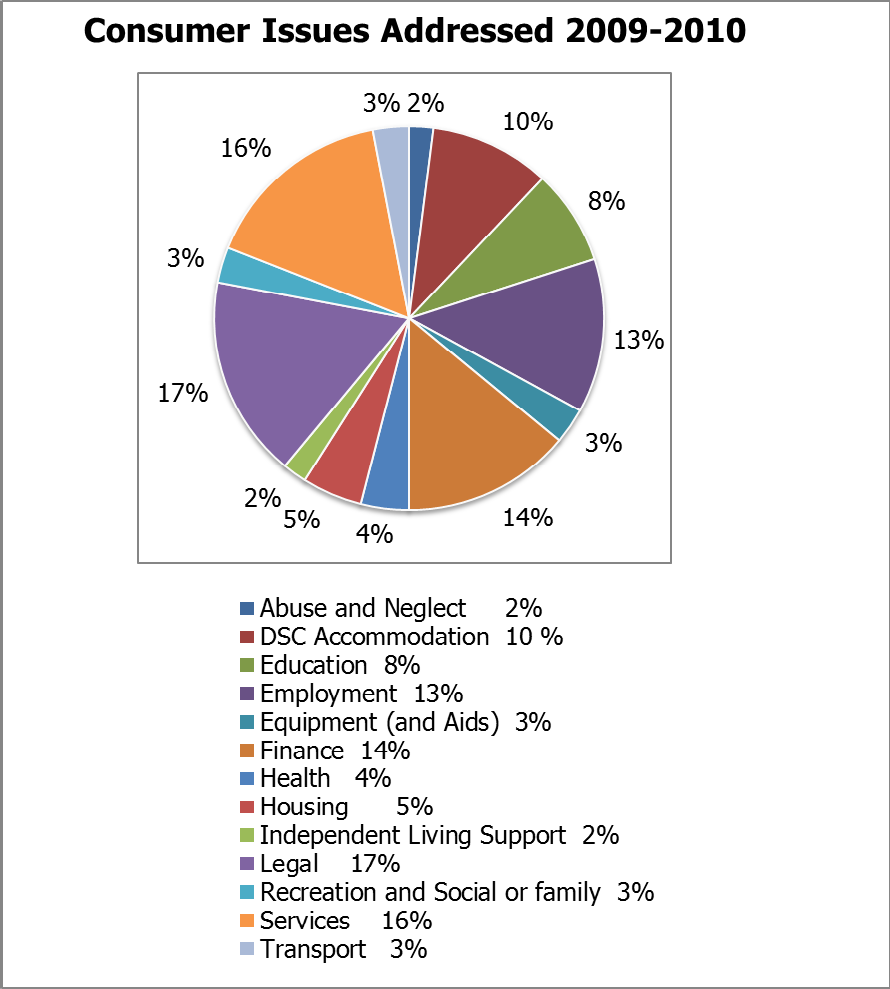 Consumer Issues Addressed 2009-2010
3% 2%
10%
16%
8%
3%
13%
17%
3%
2%
5%
4%
14%
Abuse and Neglect 2%
DSC Accommodation 10 %
Education 8%
Employment 13%
Equipment (and Aids) 3%
Finance 14%
Health 4%
Housing 5%
Independent Living Support 2%
Legal 17%
Recreation and Social or family 3%
Services 16%
Transport 3%